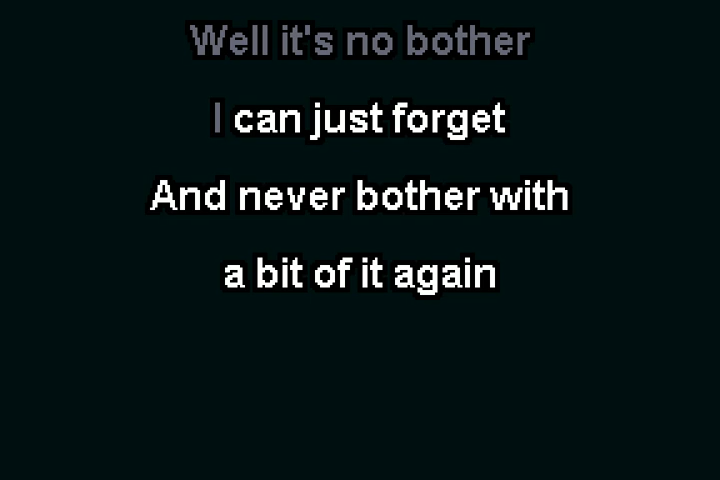 Well it's no bother
I can just forget
And never bother with
a bit of it again